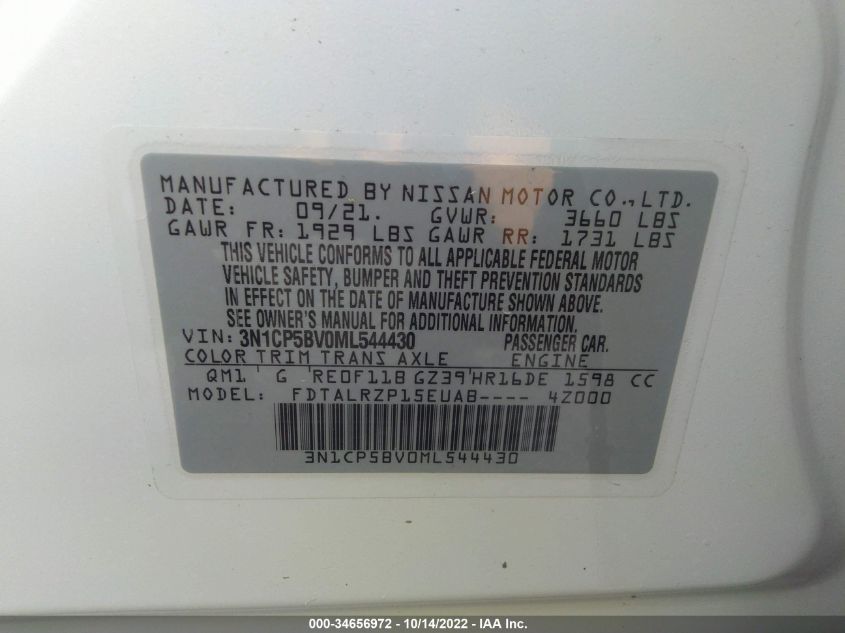 MANUFACTURED BY NISSAN MOTOR CO., LTD.
DATE: 09/21. GVWR: 3660 LBS
GAWR FR: 1929 LBS GAWR RR: 1731 LBS
THIS VEHICLE CONFORMS TO ALL APPLICABLE FEDERAL MOTOR
VEHICLE SAFETY, BUMPER AND THEFT PREVENTION STANDARDS
IN EFFECT ON THE DATE OF MANUFACTURE SHOWN ABOVE.
SEE OWNER'S MANUAL FOR ADDITIONAL INFORMATION.
VIN: 3N1CP5BV0ML544430 PASSENGER CAR.
COLOR TRIM TRANS AXLE ENGINE
QM1 G RE0F11B GZ39 HR16DE 1598 CC
MODEL: FDTALRZP15EUAB---- 4Z000
3N1CP5BV0ML544430
000-34656972 - 10/14/2022 - IAA Inc.